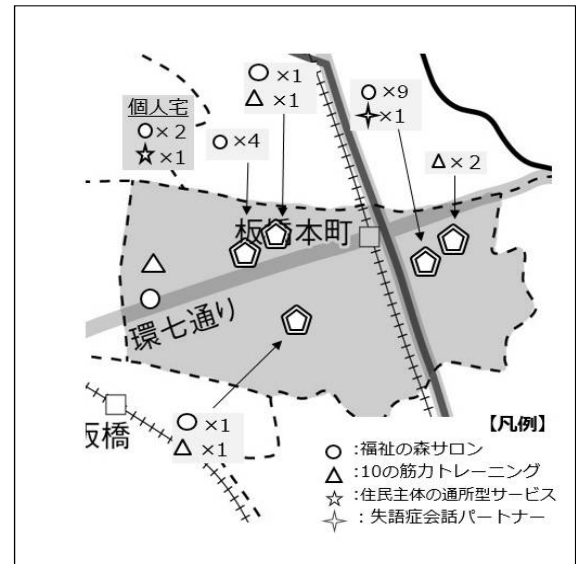 ○×1
△×1
○×9
✧×1
個人宅
○×2
☆×1
○×4
△×2
板橋本町
環七通り
板橋
○×1
△×1
【凡例】
○:福祉の森サロン
△:10の筋力トレーニング
☆:住民主体の通所型サービス
✧:失語症会話パートナー